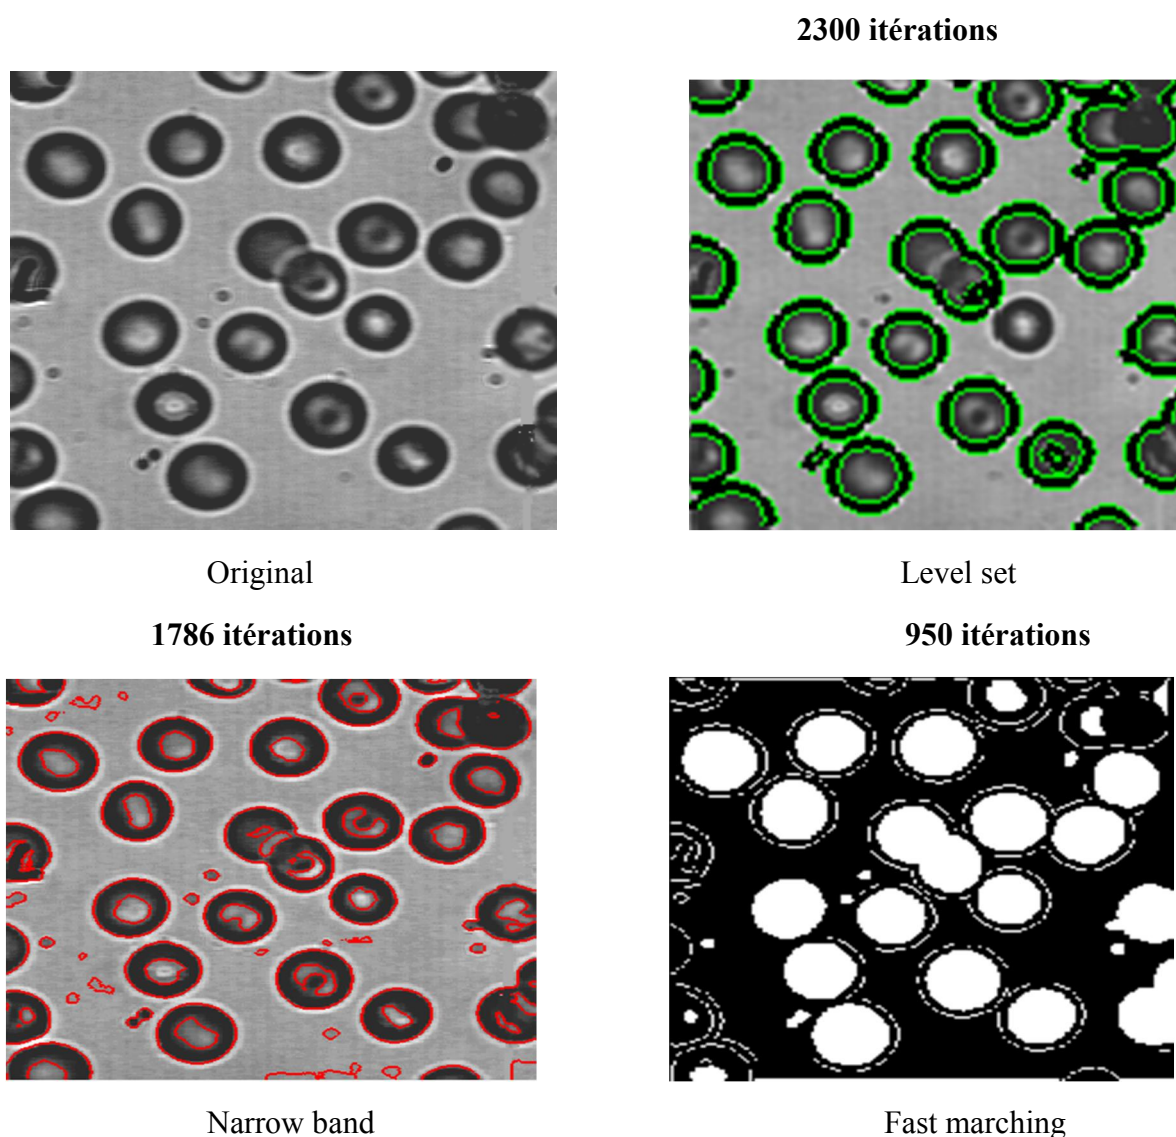 2300 itérations
Original
Level set
1786 itérations
950 itérations
Narrow band
Fast marching